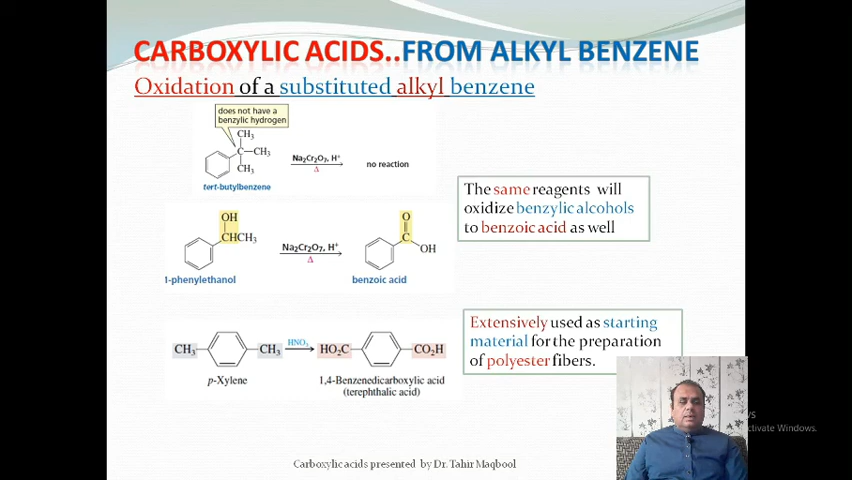 CARBOXYLIC ACIDS..FROM ALKYL BENZENE
Oxidation of a substituted alkyl benzene
does not have a
benzylic hydrogen
CH3
C—CH3
CH3
Na2Cr2O7, H+
Δ
no reaction
tert-butylbenzene
The same reagents will
oxidize benzylic alcohols
to benzoic acid as well
OH
CHCH3
Na2Cr2O7, H+
Δ
O
C
OH
1-phenylethanol
benzoic acid
Extensively used as starting
material for the preparation
of polyester fibers.
CH3 CH3 HNO3 HO2C CO2H
p-Xylene
1,4-Benzenedicarboxylic acid
(terephthalic acid)
ctivate Windows.
Carboxylic acids presented by Dr. Tahir Maqbool